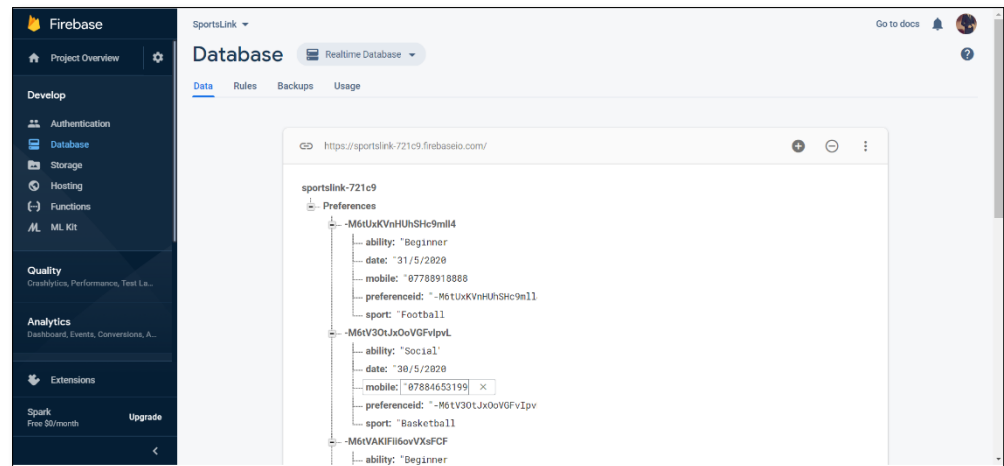 Firebase
SportsLink
Go to docs
Project Overview
Database
Realtime Database
Data Rules Backups Usage
Develop
Authentication
Database
Storage
Hosting
Functions
ML Kit
Quality
Crashlytics, Performance, Test La...
Analytics
Dashboard, Events, Conversions, A...
Extensions
Spark
Free $0/month
Upgrade
https://sportslink-721c9.firebaseio.com/
sportslink-721c9
Preferences
-M6tUxKVnHUhSHc9mll4
ability: "Beginner
date: "31/5/2020
mobile: "07788918888
preferenceid: "-M6tUxKVnHUhSHc9mll
sport: "Football
-M6tV3OtJxOoVGFvIpvL
ability: "Social"
date: "30/5/2020
mobile: "07884653199 ×
preferenceid: "-M6tV3OtJxOoVGFvIpv
sport: "Basketball
-M6tVAKIFii6ovVXsFCF
ability: "Beginner